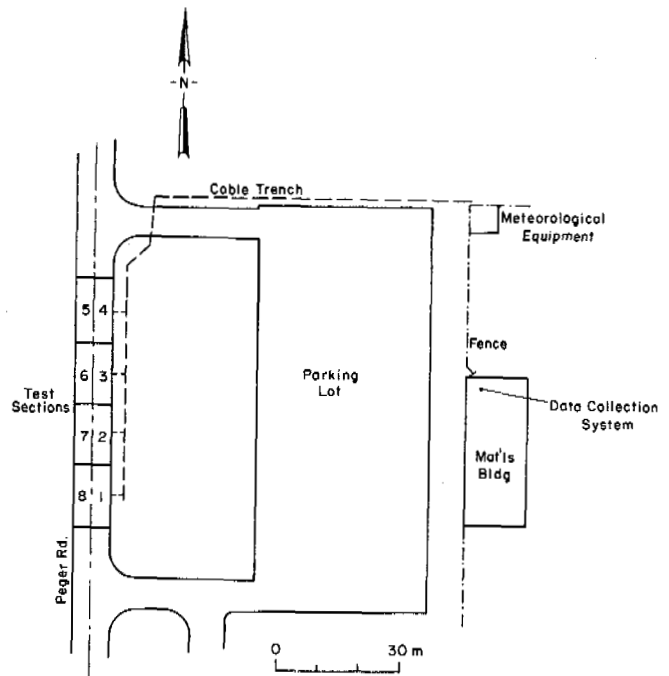 N
Coble Trench
Meteorological
Equipment
5 4
Fence
6 3
Parking
Lot
Test
Sections
Data Collection
System
7 2
Mat'ls
Bldg
8 1
Peger Rd.
0 30 m